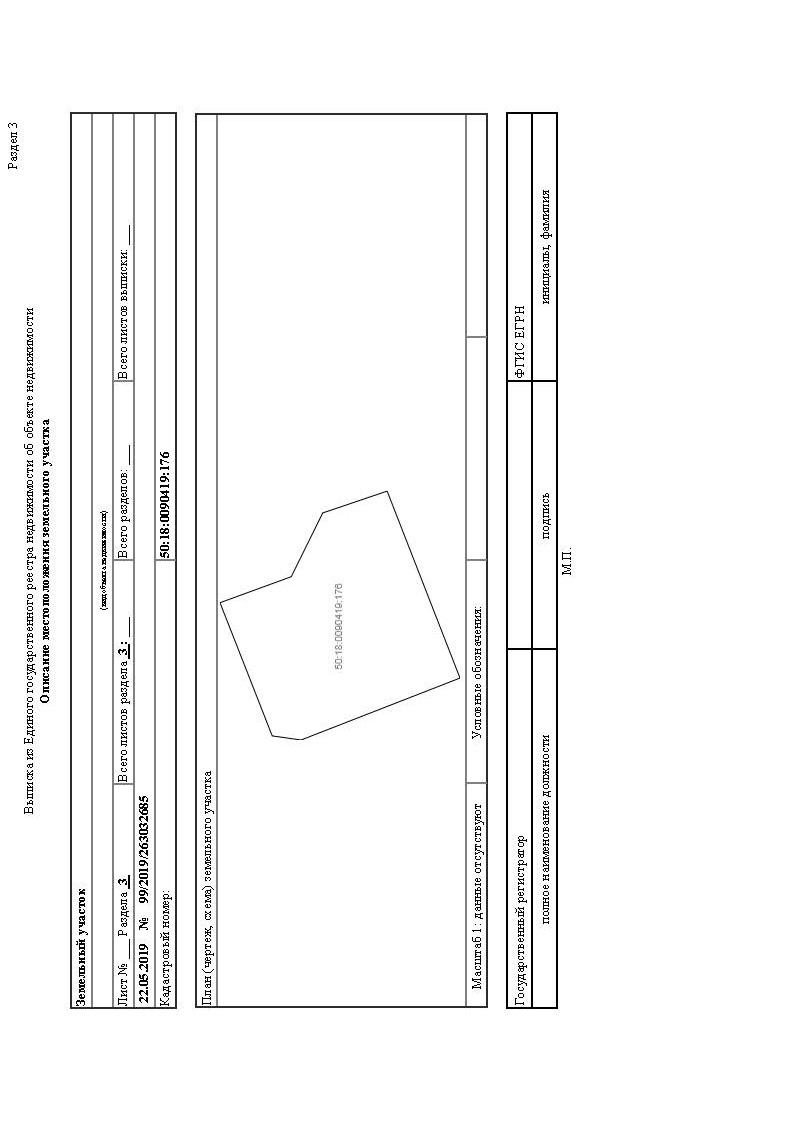 Раздел 3
Выписка из Единого государственного реестра недвижимости об объекте недвижимости
Описание местоположения земельного участка
Земельный участок
(вид объекта недвижимости)
Лист № ___ Раздела 3
Всего листов раздела 3 : ___
Всего разделов: ___
Всего листов выписки: ___
22.05.2019 № 99/2019/263032685
Кадастровый номер:
50:18:0090419:176
План (чертеж, схема) земельного участка
50:18:0090419:176
Масштаб 1: данные отсутствуют
Условные обозначения:
Государственный регистратор
ФГИС ЕГРН
полное наименование должности
подпись
инициалы, фамилия
М.П.